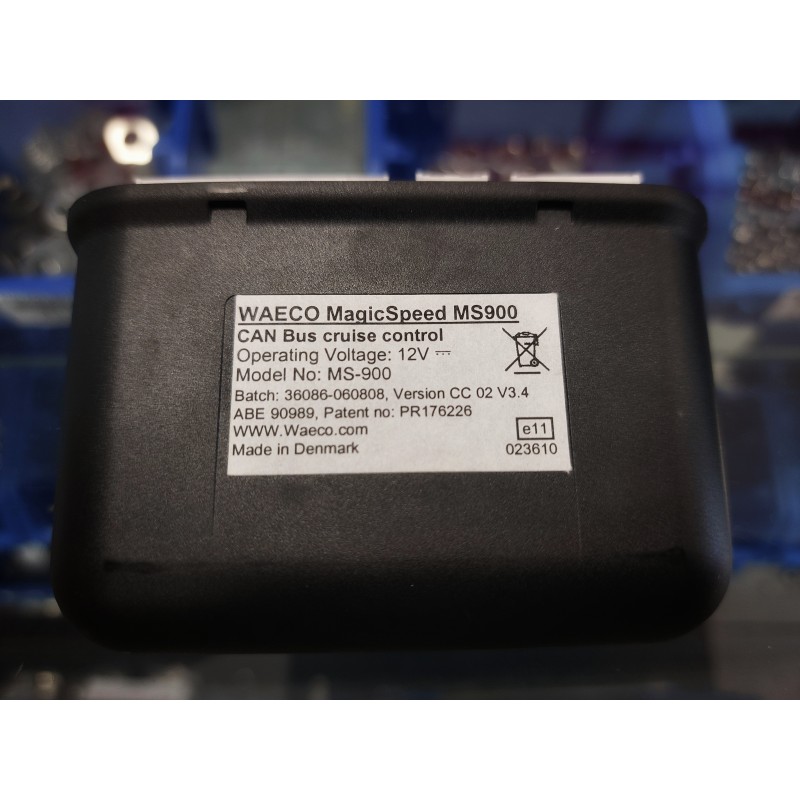 WAECO MagicSpeed MS900
CAN Bus cruise control
Operating Voltage: 12V ⎓
Model No: MS-900
Batch: 36086-060808, Version CC 02 V3.4
ABE 90989, Patent no: PR176226
WWW.Waeco.com
e11
Made in Denmark
023610